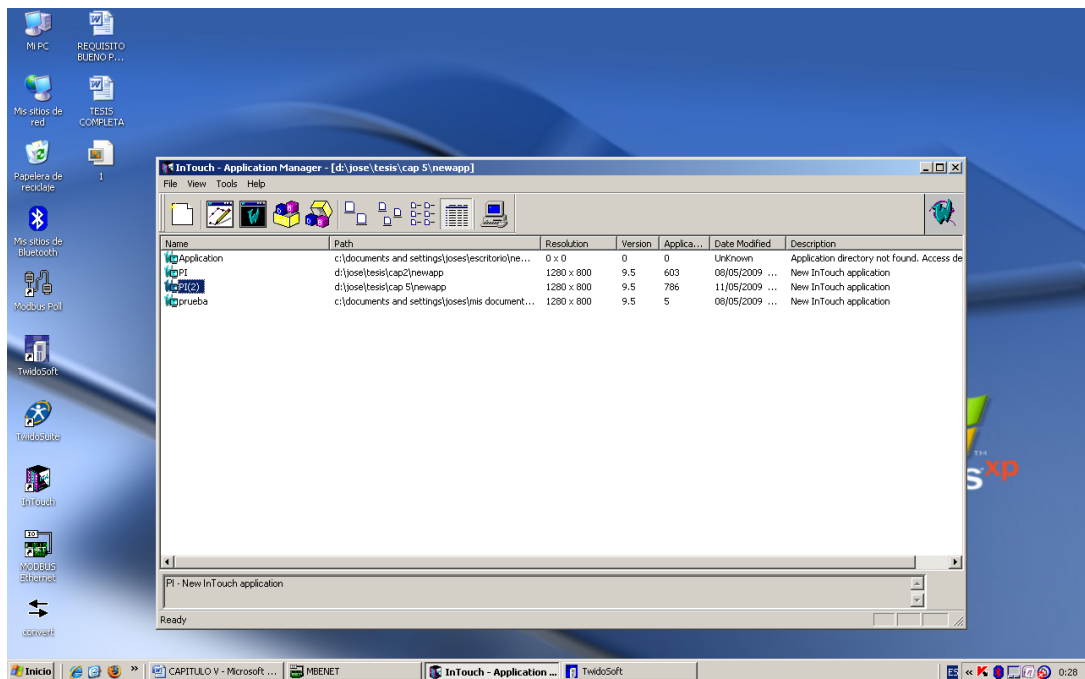 Mi PC
REQUISITO
BUENO P...
Mis sitios de
red
TESIS
COMPLETA
Papelera de
reciclaje
1
Mis sitios de
Bluetooth
Modbus Poll
TwidoSoft
TwidoSuite
InTouch
MODBUS
Ethernet
convert
InTouch - Application Manager - [d:\jose\tesis\cap 5\newapp]
File View Tools Help
Name Path Resolution Version Applica... Date Modified Description
Application c:\documents and settings\joses\escritorio\ne... 0 x 0 0 0 UnKnown Application directory not found. Access de
PI d:\jose\tesis\cap2\newapp 1280 x 800 9.5 603 08/05/2009 ... New InTouch application
PI(2) d:\jose\tesis\cap 5\newapp 1280 x 800 9.5 786 11/05/2009 ... New InTouch application
prueba c:\documents and settings\joses\mis document... 1280 x 800 9.5 5 08/05/2009 ... New InTouch application
PI - New InTouch application
Ready
s xp
TM
Inicio » CAPITULO V - Microsoft ... MBENET InTouch - Application ... TwidoSoft ES « 0:28